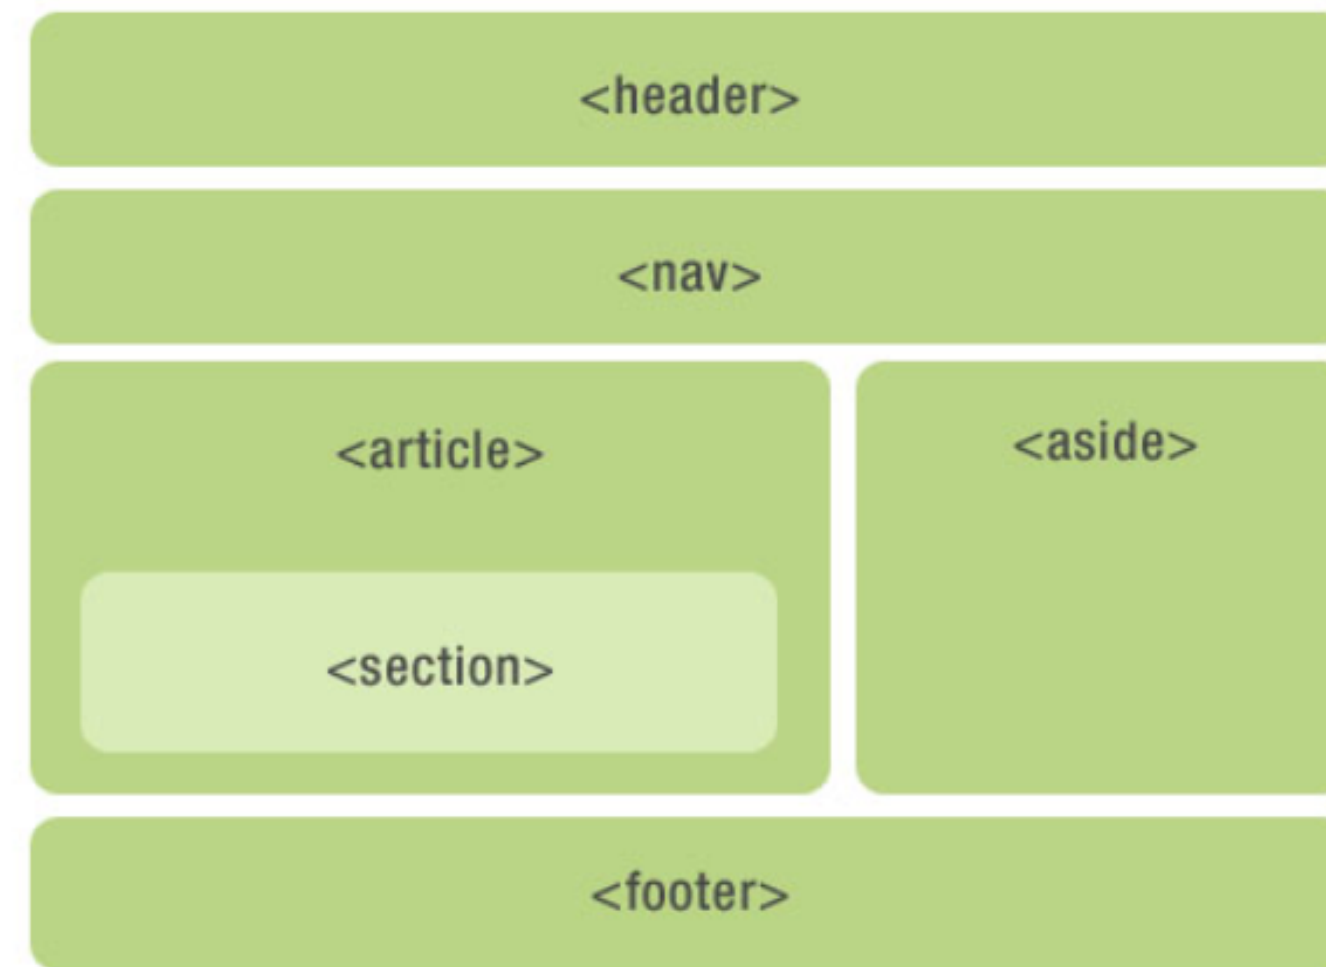 <header>
<nav>
<article>
<aside>
<section>
<footer>